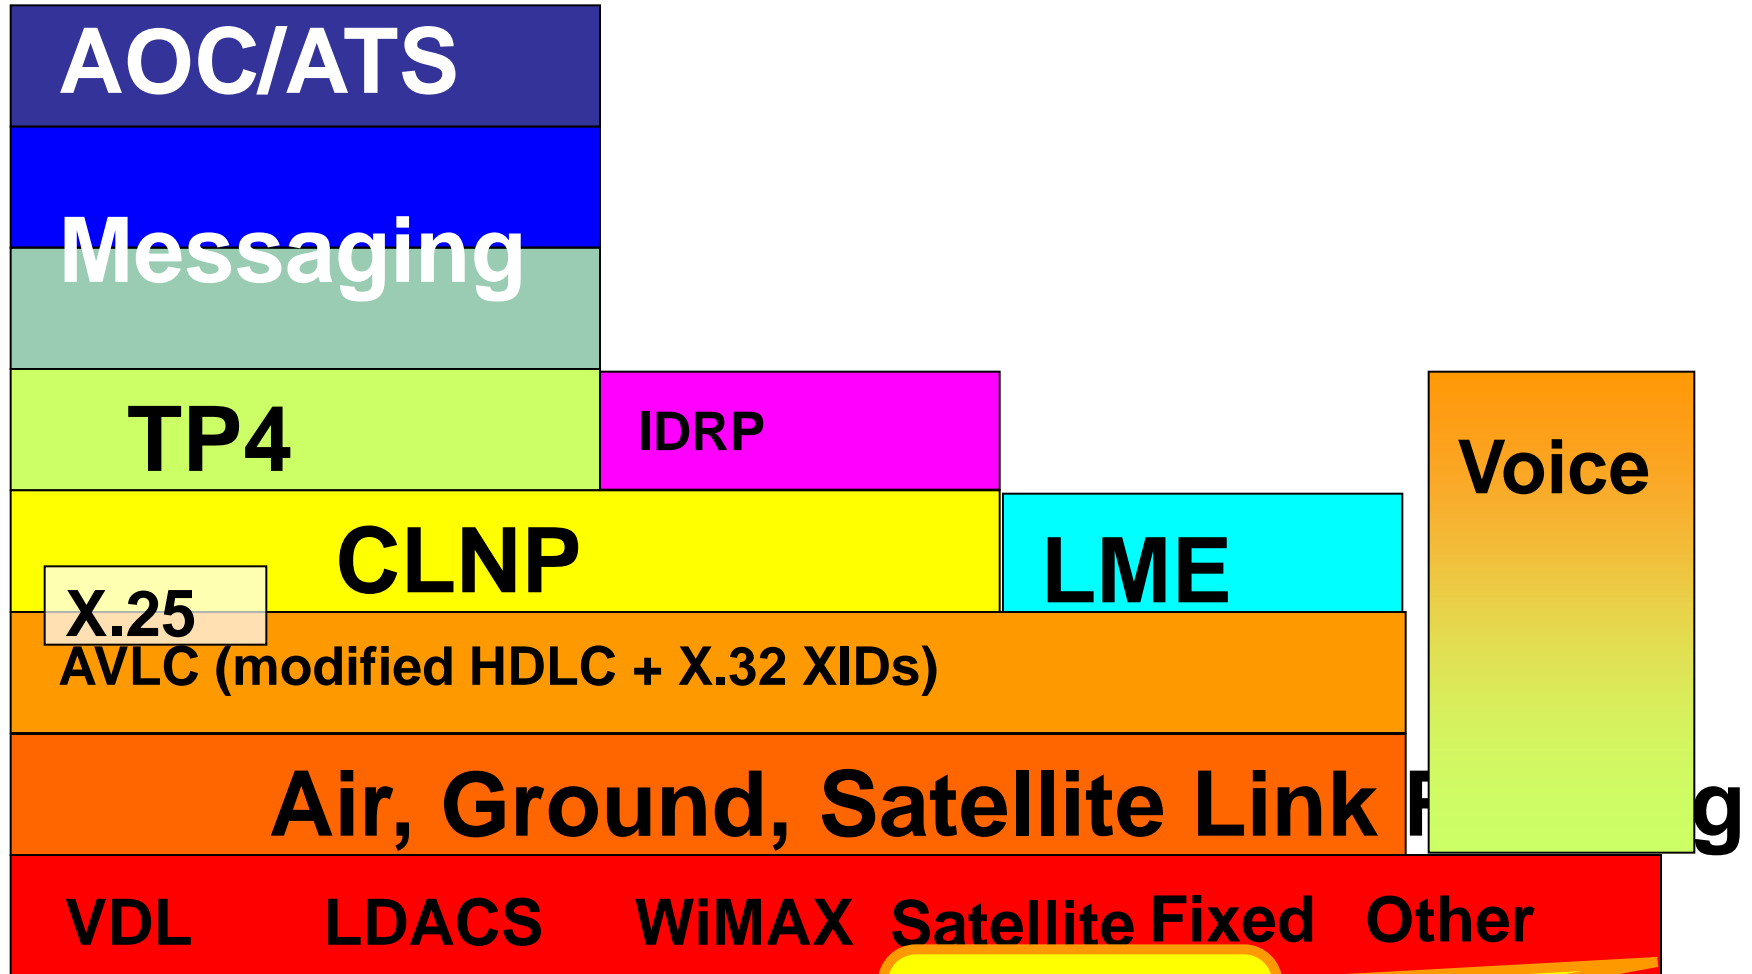 AOC/ATS
Messaging
TP4
IDRP
Voice
CLNP
LME
X.25
AVLC (modified HDLC + X.32 XIDs)
Air, Ground, Satellite Link
VDL LDACS WiMAX Satellite Fixed Other